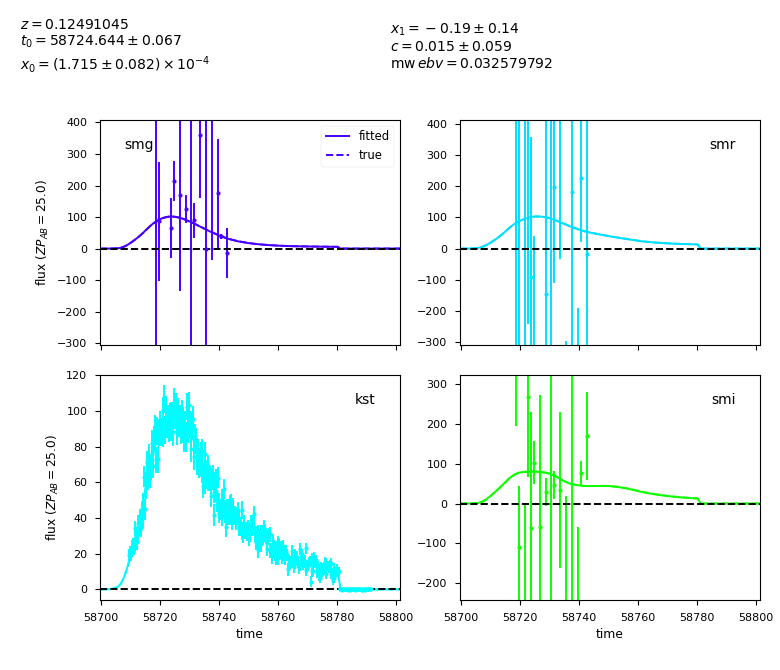 z = 0.12491045
t₀ = 58724.644 ± 0.067
x₀ = (1.715 ± 0.082) × 10⁻⁴
x₁ = −0.19 ± 0.14
c = 0.015 ± 0.059
mw ebv = 0.032579792
400
300
200
100
0
−100
−200
−300
flux (ZP_AB = 25.0)
smg
fitted
true
400
300
200
100
0
−100
−200
−300
smr
120
100
80
60
40
20
0
flux (ZP_AB = 25.0)
kst
58700
58720
58740
58760
58780
58800
time
300
200
100
0
−100
−200
smi
58700
58720
58740
58760
58780
58800
time